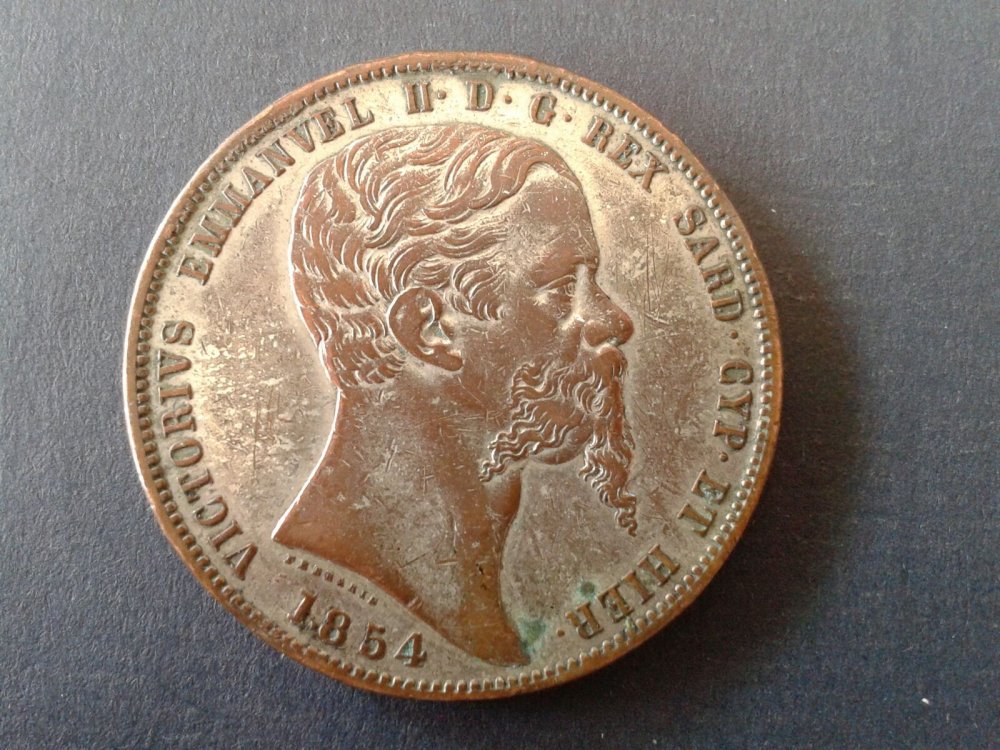 VICTORIVS EMMANVEL II· D· G· REX SARD· CYP· ET HIER·
1854